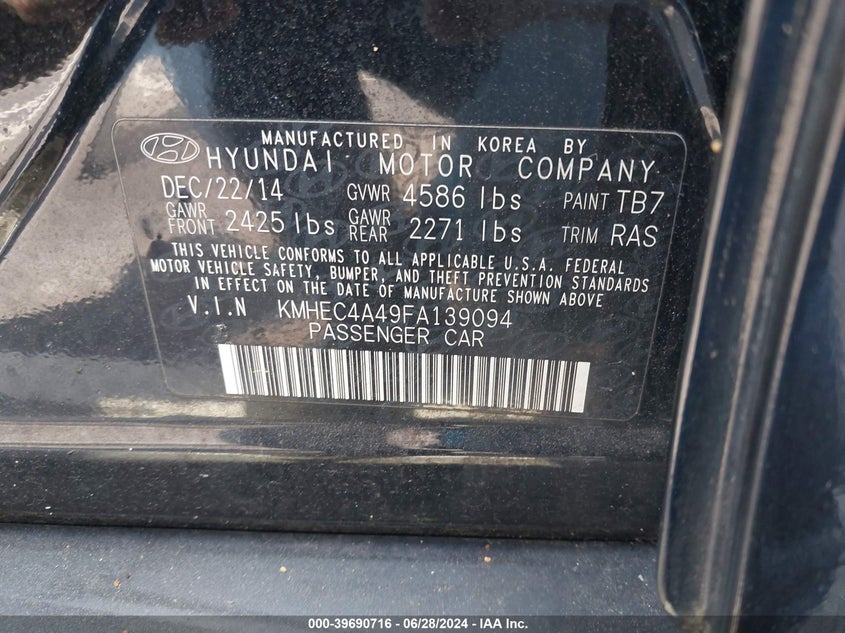 MANUFACTURED IN KOREA BY
HYUNDAI MOTOR COMPANY
DEC/22/14 GVWR 4586 lbs PAINT TB7
GAWR FRONT 2425 lbs GAWR REAR 2271 lbs TRIM RAS
THIS VEHICLE CONFORMS TO ALL APPLICABLE U.S.A. FEDERAL
MOTOR VEHICLE SAFETY, BUMPER, AND THEFT PREVENTION STANDARDS
IN EFFECT ON THE DATE OF MANUFACTURE SHOWN ABOVE
V.I.N KMHEC4A49FA139094
PASSENGER CAR
000-39690716 / 06/28/2024 - IAA Inc.